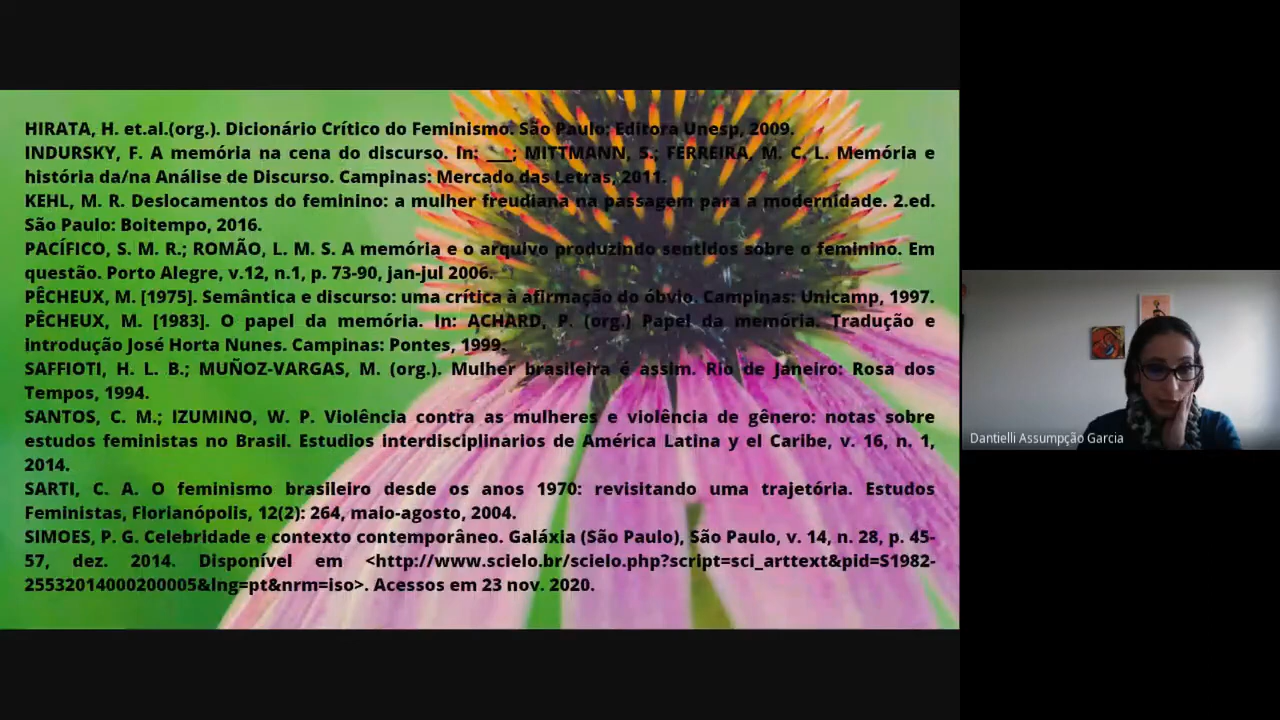 HIRATA, H. et.al.(org.). Dicionário Crítico do Feminismo. São Paulo: Editora Unesp, 2009.
INDURSKY, F. A memória na cena do discurso. In: ___; MITTMANN, S.; FERREIRA, M. C. L. Memória e
história da/na Análise de Discurso. Campinas: Mercado das Letras, 2011.
KEHL, M. R. Deslocamentos do feminino: a mulher freudiana na passagem para a modernidade. 2.ed.
São Paulo: Boitempo, 2016.
PACÍFICO, S. M. R.; ROMÃO, L. M. S. A memória e o arquivo produzindo sentidos sobre o feminino. Em
questão. Porto Alegre, v.12, n.1, p. 73-90, jan-jul 2006.
PÊCHEUX, M. [1975]. Semântica e discurso: uma crítica à afirmação do óbvio. Campinas: Unicamp, 1997.
PÊCHEUX, M. [1983]. O papel da memória. In: ACHARD, P. (org.) Papel da memória. Tradução e
introdução José Horta Nunes. Campinas: Pontes, 1999.
SAFFIOTI, H. L. B.; MUÑOZ-VARGAS, M. (org.). Mulher brasileira é assim. Rio de Janeiro: Rosa dos
Tempos, 1994.
SANTOS, C. M.; IZUMINO, W. P. Violência contra as mulheres e violência de gênero: notas sobre
estudos feministas no Brasil. Estudios interdisciplinarios de América Latina y el Caribe, v. 16, n. 1,
2014.
SARTI, C. A. O feminismo brasileiro desde os anos 1970: revisitando uma trajetória. Estudos
Feministas, Florianópolis, 12(2): 264, maio-agosto, 2004.
SIMOES, P. G. Celebridade e contexto contemporâneo. Galáxia (São Paulo), São Paulo, v. 14, n. 28, p. 45-
57, dez. 2014. Disponível em <http://www.scielo.br/scielo.php?script=sci_arttext&pid=S1982-
25532014000200005&lng=pt&nrm=iso>. Acessos em 23 nov. 2020.
Dantielli Assumpção Garcia